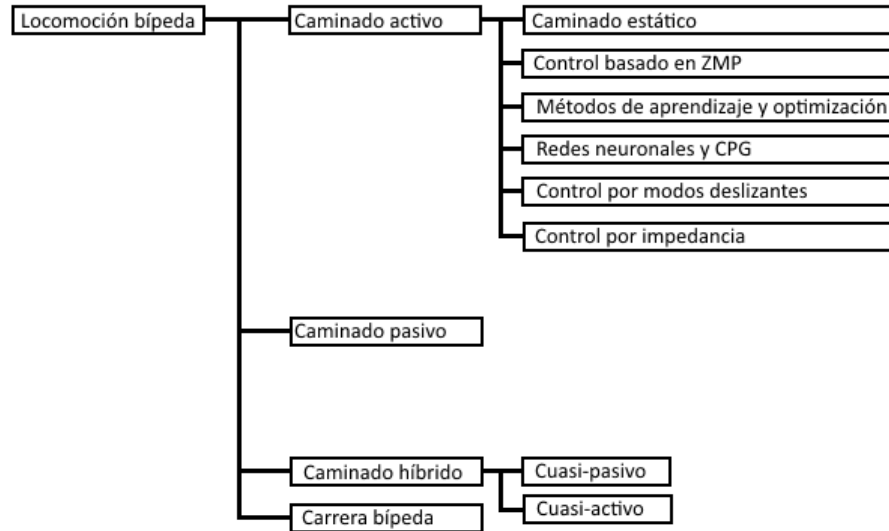 Locomoción bípeda
Caminado activo
Caminado estático
Control basado en ZMP
Métodos de aprendizaje y optimización
Redes neuronales y CPG
Control por modos deslizantes
Control por impedancia
Caminado pasivo
Caminado híbrido
Cuasi-pasivo
Cuasi-activo
Carrera bípeda